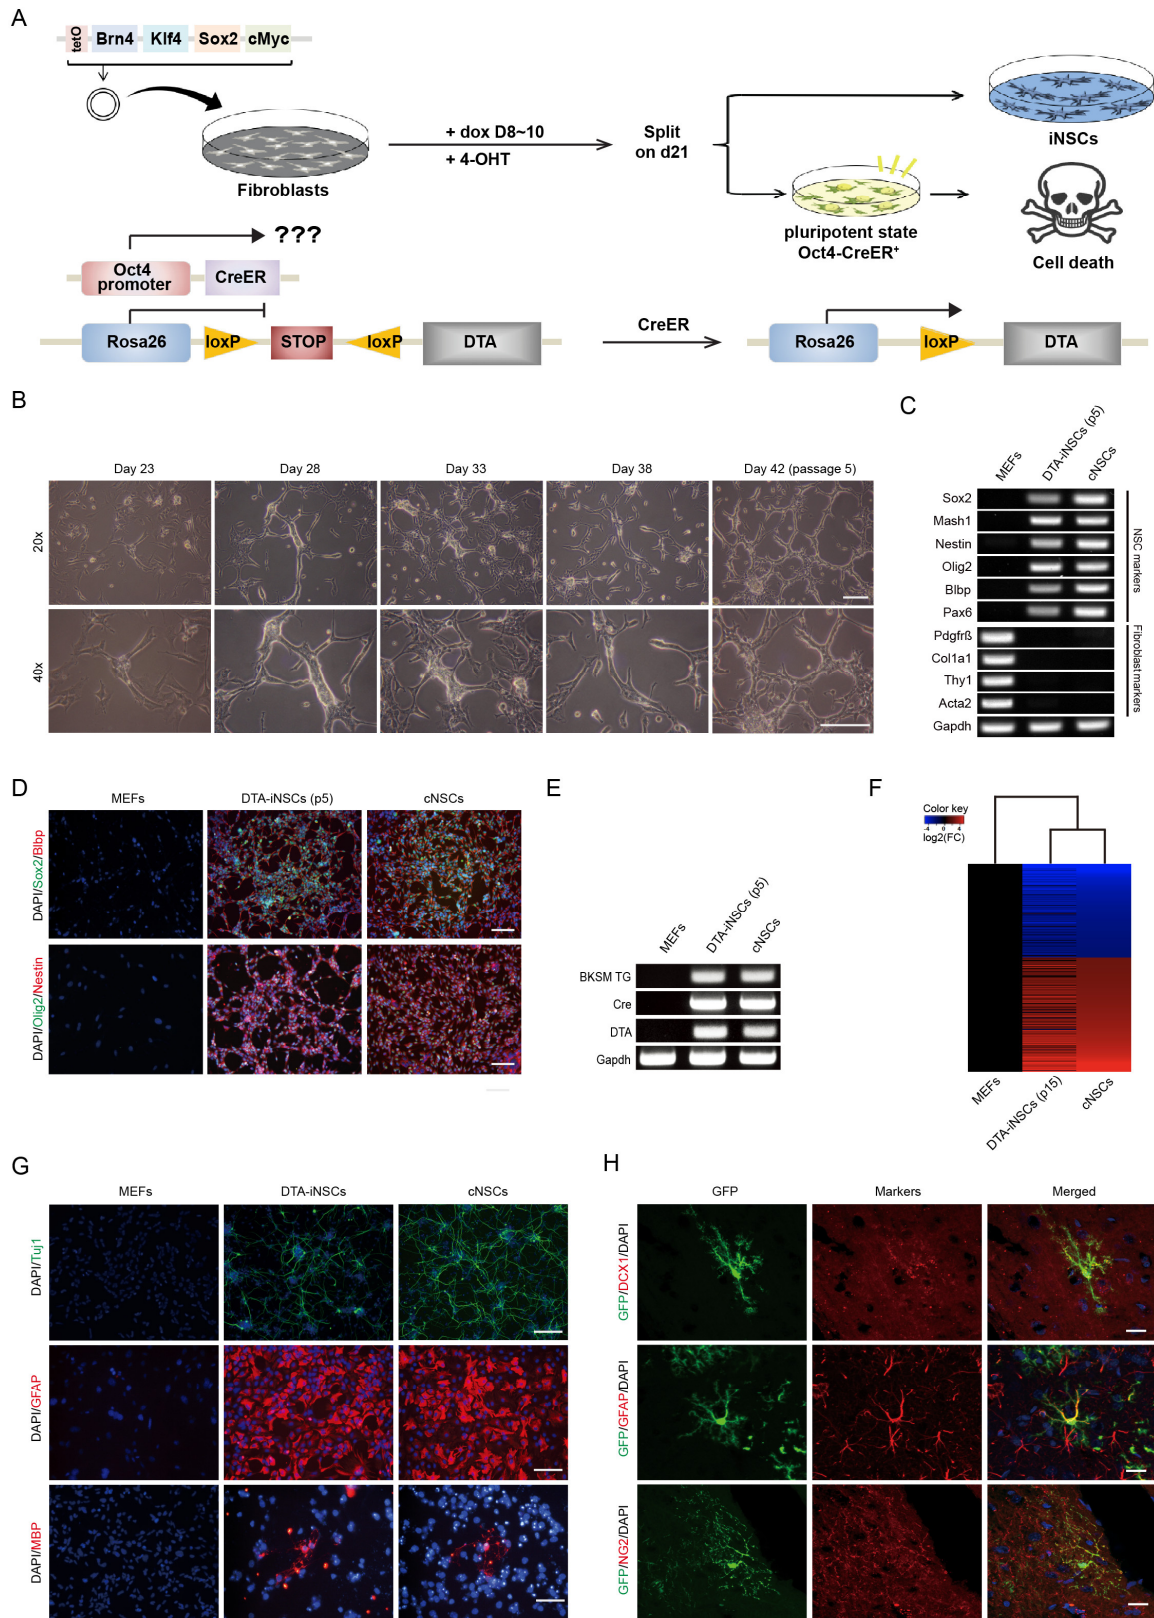 A
tetO
Brn4
Klf4
Sox2
cMyc
Fibroblasts
+ dox D8~10
+ 4-OHT
Split
on d21
iNSCs
pluripotent state
Oct4-CreER+
Cell death
???
Oct4
promoter
CreER
Rosa26
loxP
STOP
loxP
DTA
CreER
Rosa26
loxP
DTA
B
Day 23
Day 28
Day 33
Day 38
Day 42 (passage 5)
20x
40x
C
MEFs
DTA-iNSCs (p5)
cNSCs
Sox2
Mash1
Nestin
Olig2
Blbp
Pax6
Pdgfrß
Col1a1
Thy1
Acta2
Gapdh
NSC markers
Fibroblast markers
D
MEFs
DTA-iNSCs (p5)
cNSCs
DAPI/Sox2/Blbp
DAPI/Olig2/Nestin
E
MEFs
DTA-iNSCs (p5)
cNSCs
BKSM TG
Cre
DTA
Gapdh
F
Color key
-4 0 4
log2(FC)
MEFs
DTA-iNSCs (p15)
cNSCs
G
MEFs
DTA-iNSCs
cNSCs
DAPI/Tuj1
DAPI/GFAP
DAPI/MBP
H
GFP
Markers
Merged
GFP/DCX1/DAPI
GFP/GFAP/DAPI
GFP/NG2/DAPI